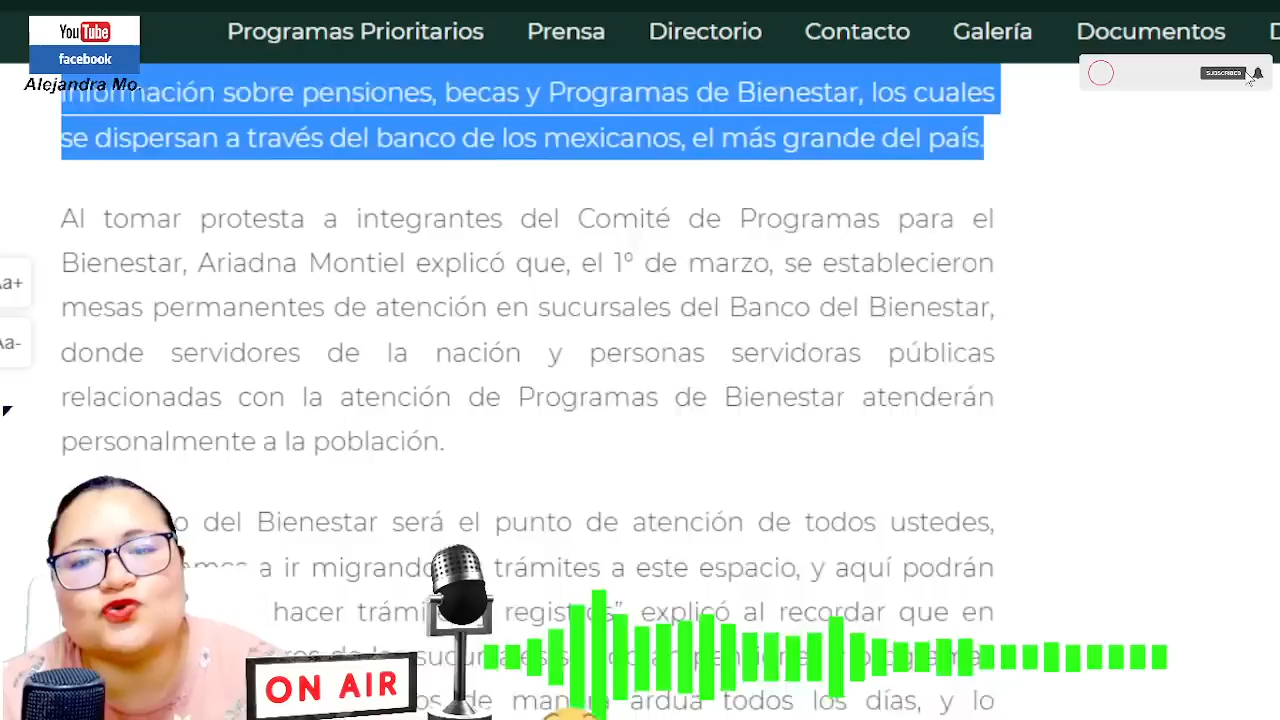 YouTube
facebook
Alejandra Mo.
Programas Prioritarios Prensa Directorio Contacto Galería Documentos D
SUBSCRIBED
información sobre pensiones, becas y Programas de Bienestar, los cuales
se dispersan a través del banco de los mexicanos, el más grande del país.
Al tomar protesta a integrantes del Comité de Programas para el
Bienestar, Ariadna Montiel explicó que, el 1º de marzo, se establecieron
Aa+
mesas permanentes de atención en sucursales del Banco del Bienestar,
Aa-
donde servidores de la nación y personas servidoras públicas
relacionadas con la atención de Programas de Bienestar atenderán
personalmente a la población.
o del Bienestar será el punto de atención de todos ustedes,
a ir migrando trámites a este espacio, y aquí podrán
hacer registros”, explicó al recordar que en
ON AIR
de manera ardua todos los días, y lo